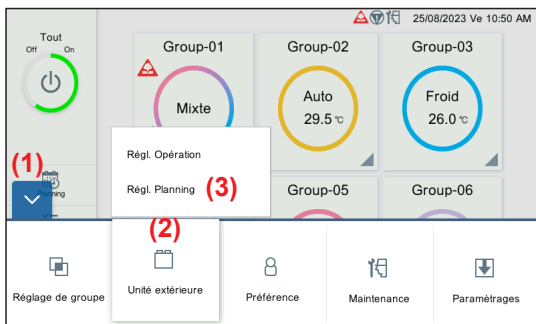 25/08/2023 Ve 10:50 AM
Tout
Off On
Group-01
Group-02
Group-03
Mixte
Auto
29.5 °C
Froid
26.0 °C
Régl. Opération
Régl. Planning (3)
(1)
Planning
Group-05
Group-06
(2)
Réglage de groupe
Unité extérieure
Préférence
Maintenance
Paramètrages